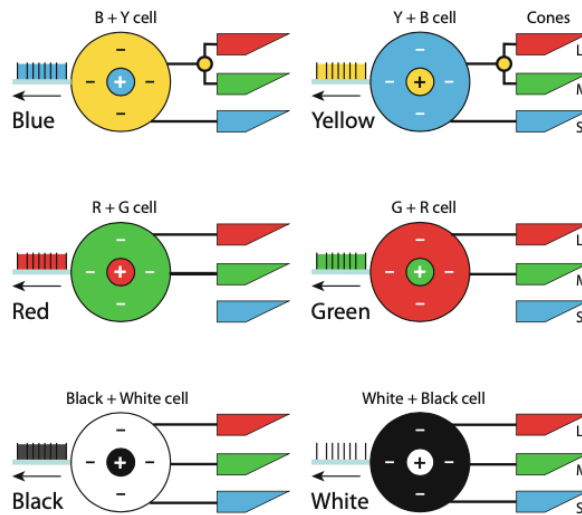 B + Y cell
Y + B cell
Cones
L
M
S
Blue
Yellow
R + G cell
G + R cell
L
M
S
Red
Green
Black + White cell
White + Black cell
L
M
S
Black
White